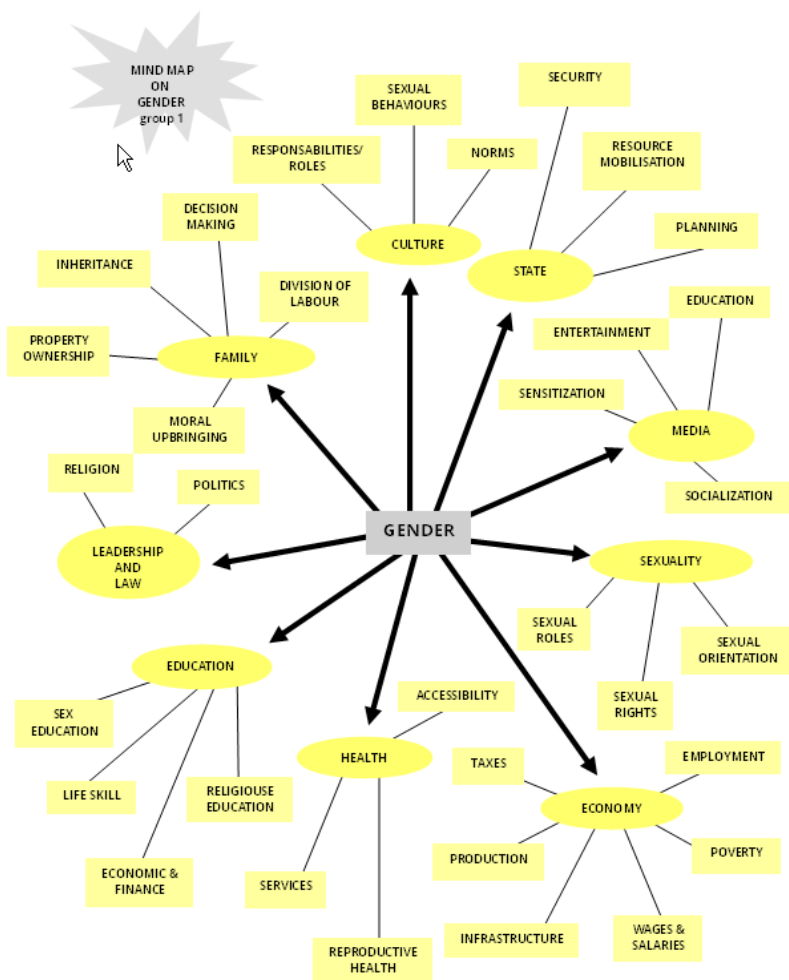 MIND MAP
ON
GENDER
group 1
SEXUAL
BEHAVIOURS
SECURITY
RESPONSABILITIES/
ROLES
NORMS
RESOURCE
MOBILISATION
DECISION
MAKING
PLANNING
CULTURE
STATE
INHERITANCE
DIVISION OF
LABOUR
EDUCATION
ENTERTAINMENT
PROPERTY
OWNERSHIP
FAMILY
SENSITIZATION
MORAL
UPBRINGING
MEDIA
RELIGION
POLITICS
SOCIALIZATION
GENDER
LEADERSHIP
AND
LAW
SEXUALITY
SEXUAL
ROLES
SEXUAL
ORIENTATION
SEXUAL
RIGHTS
EDUCATION
SEX
EDUCATION
LIFE SKILL
RELIGIOUSE
EDUCATION
ECONOMIC &
FINANCE
ACCESSIBILITY
HEALTH
SERVICES
REPRODUCTIVE
HEALTH
TAXES
EMPLOYMENT
ECONOMY
PRODUCTION
POVERTY
INFRASTRUCTURE
WAGES &
SALARIES